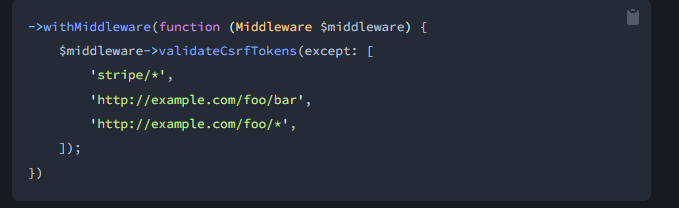 ->withMiddleware(function (Middleware $middleware) {
    $middleware->validateCsrfTokens(except: [
        'stripe/*',
        'http://example.com/foo/bar',
        'http://example.com/foo/*',
    ]);
})